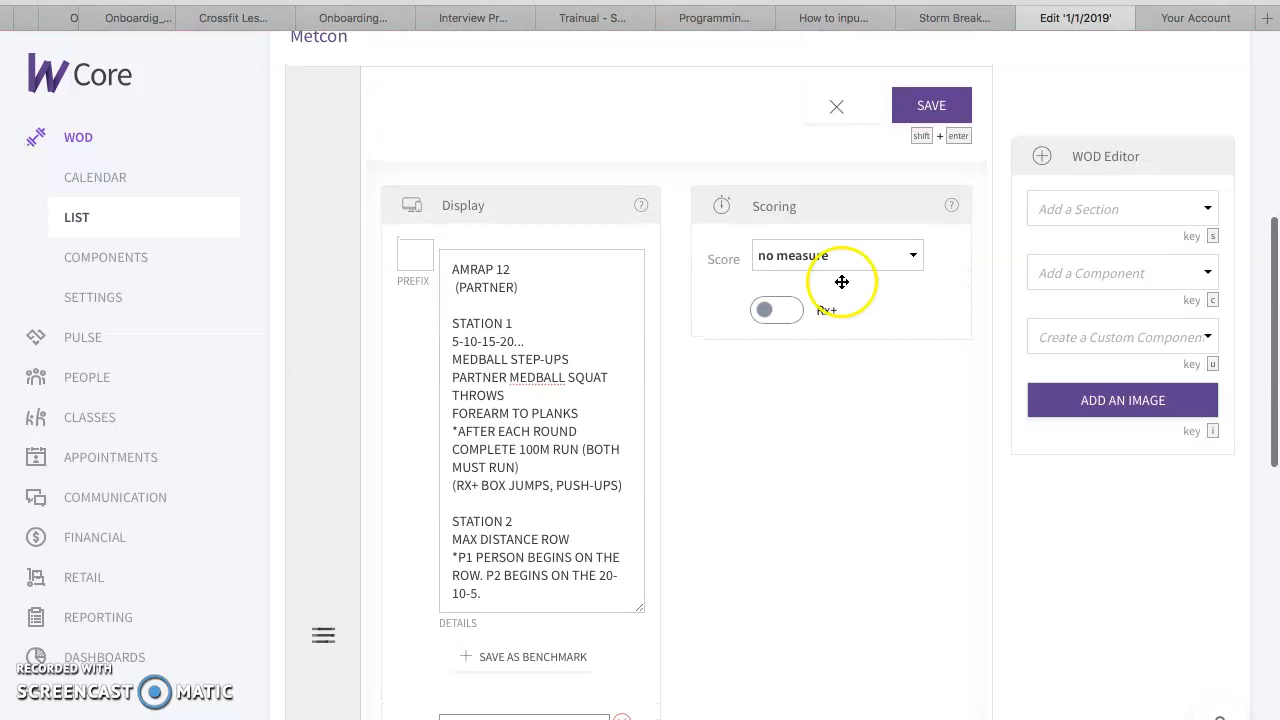 O
Onboardig_...
Crossfit Les...
Onboarding...
Interview Pr...
Trainual - S...
Programmin...
How to inpu...
Storm Break...
Edit '1/1/2019'
Your Account
Metcon
W Core
WOD
CALENDAR
LIST
COMPONENTS
SETTINGS
PULSE
PEOPLE
CLASSES
APPOINTMENTS
COMMUNICATION
FINANCIAL
RETAIL
REPORTING
DASHBOARDS
SAVE
shift + enter
Display
PREFIX
AMRAP 12
(PARTNER)
STATION 1
5-10-15-20...
MEDBALL STEP-UPS
PARTNER MEDBALL SQUAT
THROWS
FOREARM TO PLANKS
*AFTER EACH ROUND
COMPLETE 100M RUN (BOTH
MUST RUN)
(RX+ BOX JUMPS, PUSH-UPS)
STATION 2
MAX DISTANCE ROW
*P1 PERSON BEGINS ON THE
ROW. P2 BEGINS ON THE 20-
10-5.
DETAILS
SAVE AS BENCHMARK
Scoring
Score
no measure
Rx+
WOD Editor
Add a Section
key s
Add a Component
key c
Create a Custom Component
key u
ADD AN IMAGE
key i
RECORDED WITH
SCREENCAST MATIC